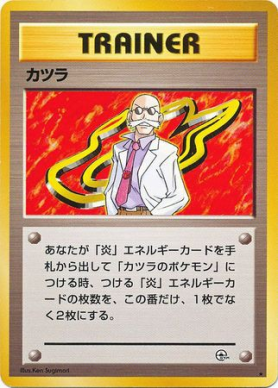 TRAINER
カツラ
あなたが「炎」エネルギーカードを手
札から出して「カツラのポケモン」に
つける時、つける「炎」エネルギーカ
ードの枚数を、この番だけ、1枚でな
く2枚にする。
Illus.Ken Sugimori